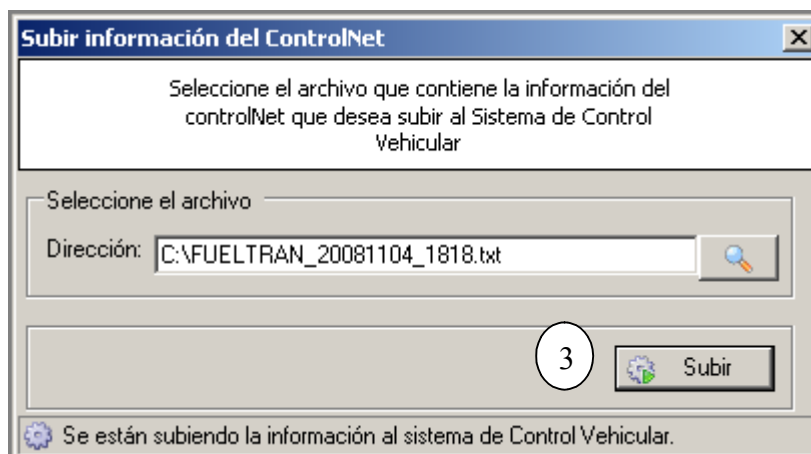 Subir información del ControlNet
Seleccione el archivo que contiene la información del
controlNet que desea subir al Sistema de Control
Vehicular
Seleccione el archivo
Dirección: C:\FUELTRAN_20081104_1818.txt
3 Subir
Se están subiendo la información al sistema de Control Vehicular.